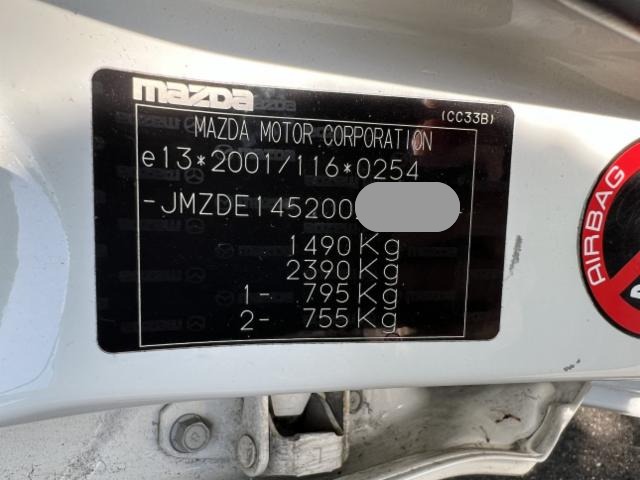 mazda
(CC33B)
MAZDA MOTOR CORPORATION
e13*2001/116*0254
-JMZDE145200
1490 Kg
2390 Kg
1- 795 Kg
2- 755 Kg
AIRBAG